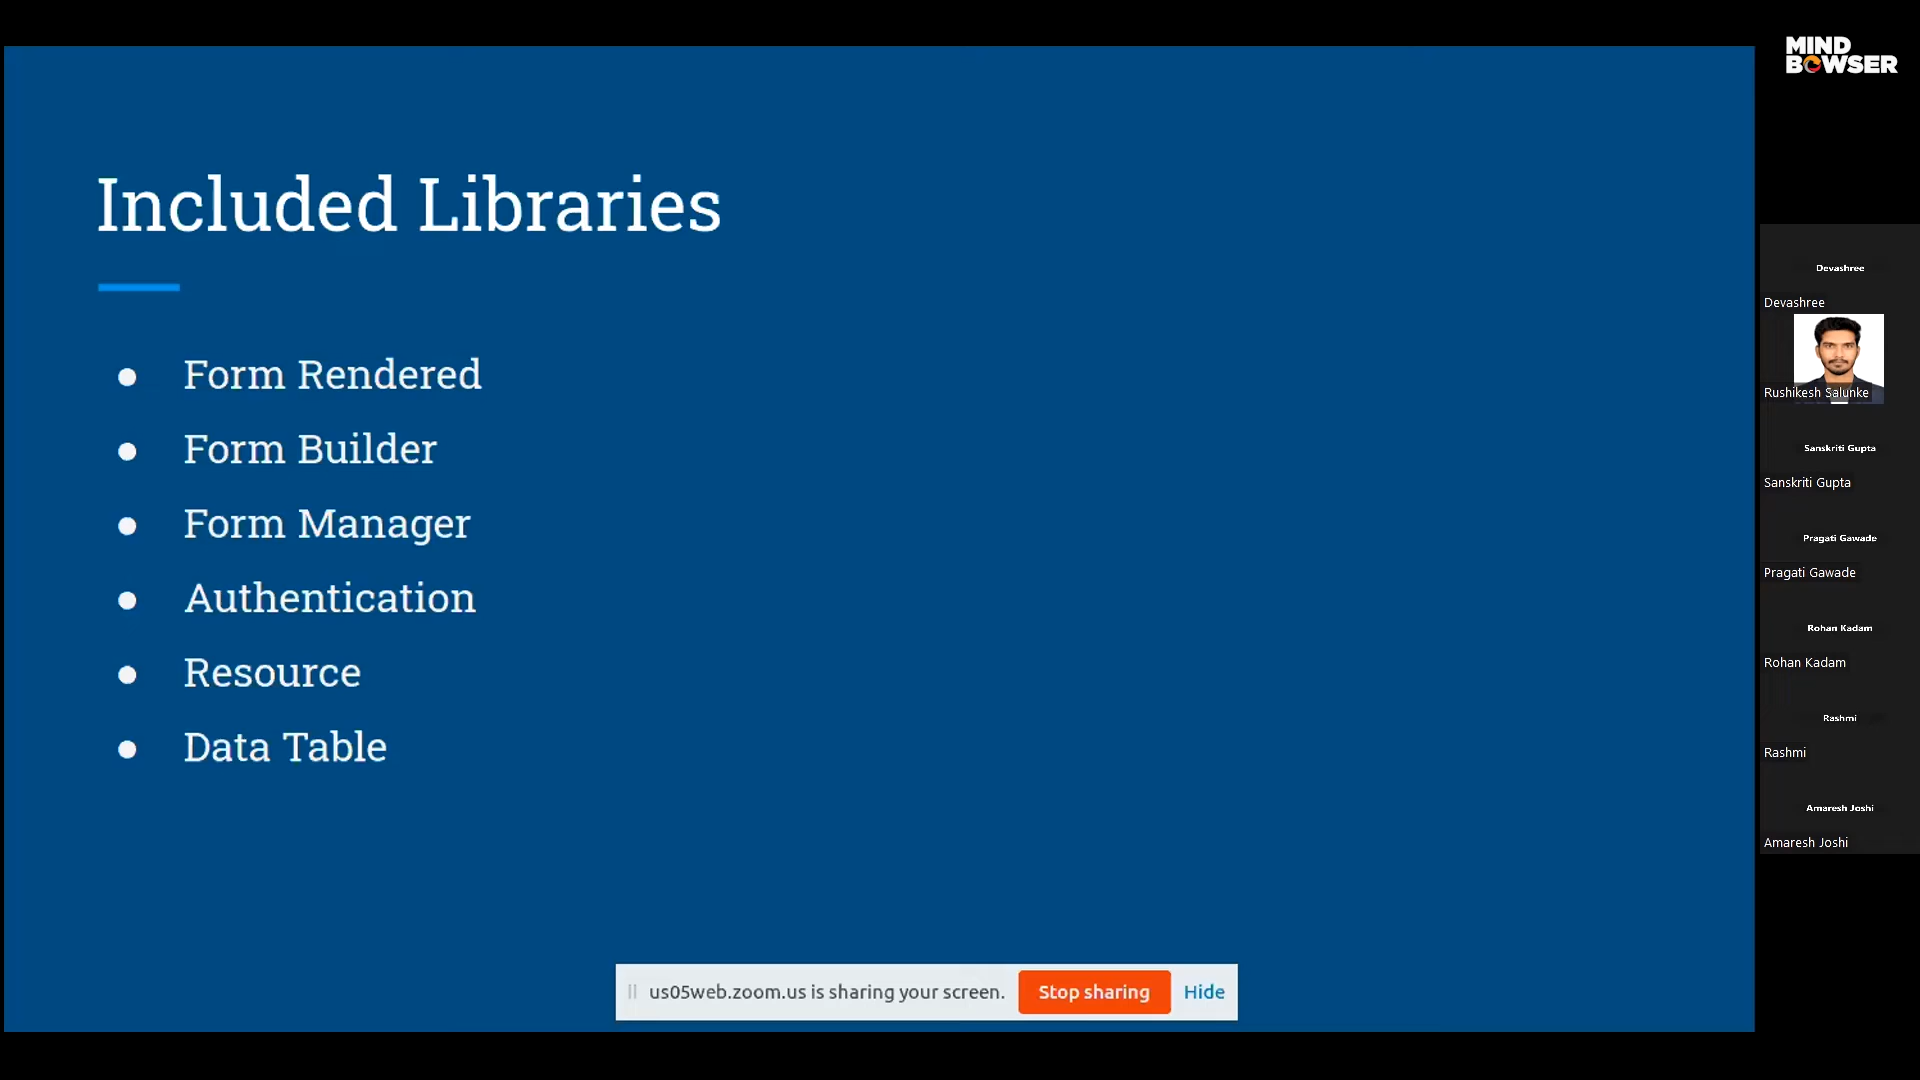 MIND
BOWSER
Included Libraries
● Form Rendered
● Form Builder
● Form Manager
● Authentication
● Resource
● Data Table
us05web.zoom.us is sharing your screen. Stop sharing Hide
Devashree
Devashree
Rushikesh Salunke
Sanskriti Gupta
Sanskriti Gupta
Pragati Gawade
Pragati Gawade
Rohan Kadam
Rohan Kadam
Rashmi
Rashmi
Amaresh Joshi
Amaresh Joshi